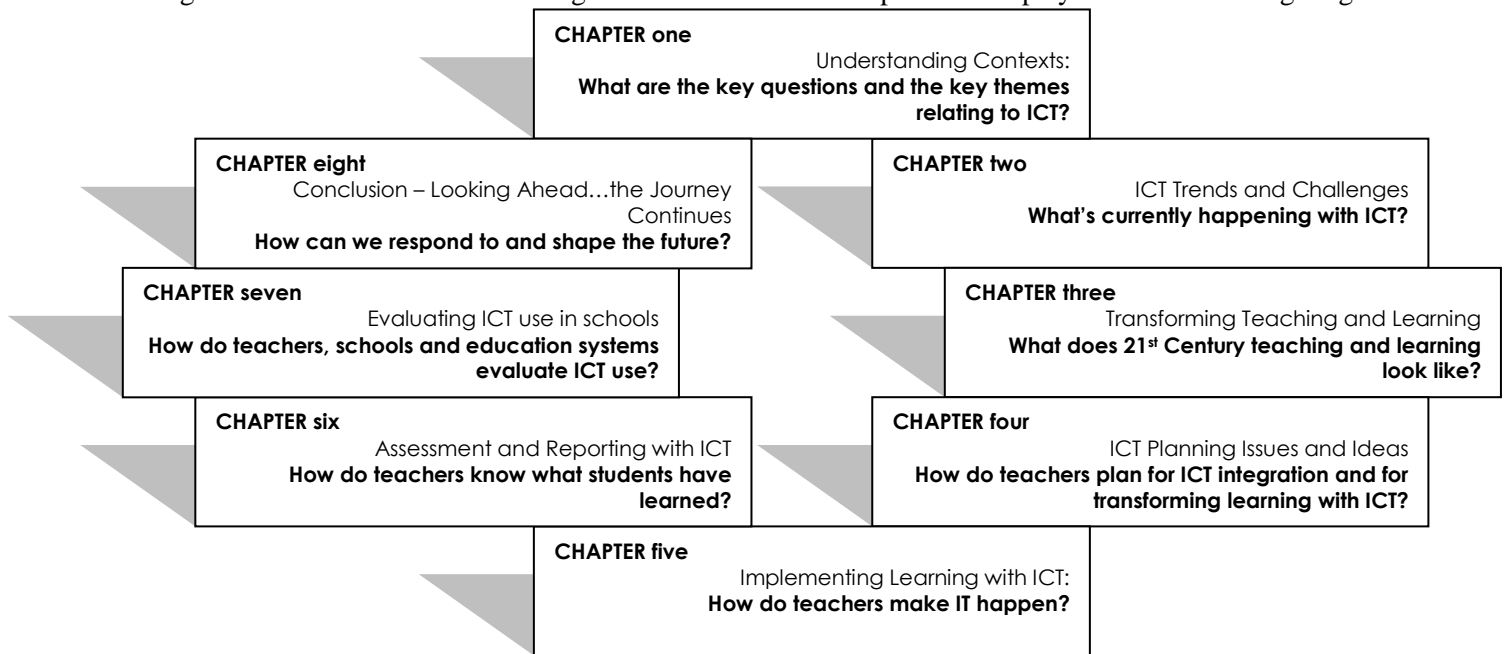 CHAPTER one
Understanding Contexts:
What are the key questions and the key themes
relating to ICT?
CHAPTER two
ICT Trends and Challenges
What’s currently happening with ICT?
CHAPTER three
Transforming Teaching and Learning
What does 21st Century teaching and learning
look like?
CHAPTER four
ICT Planning Issues and Ideas
How do teachers plan for ICT integration and for
transforming learning with ICT?
CHAPTER five
Implementing Learning with ICT:
How do teachers make IT happen?
CHAPTER six
Assessment and Reporting with ICT
How do teachers know what students have
learned?
CHAPTER seven
Evaluating ICT use in schools
How do teachers, schools and education systems
evaluate ICT use?
CHAPTER eight
Conclusion – Looking Ahead…the Journey
Continues
How can we respond to and shape the future?